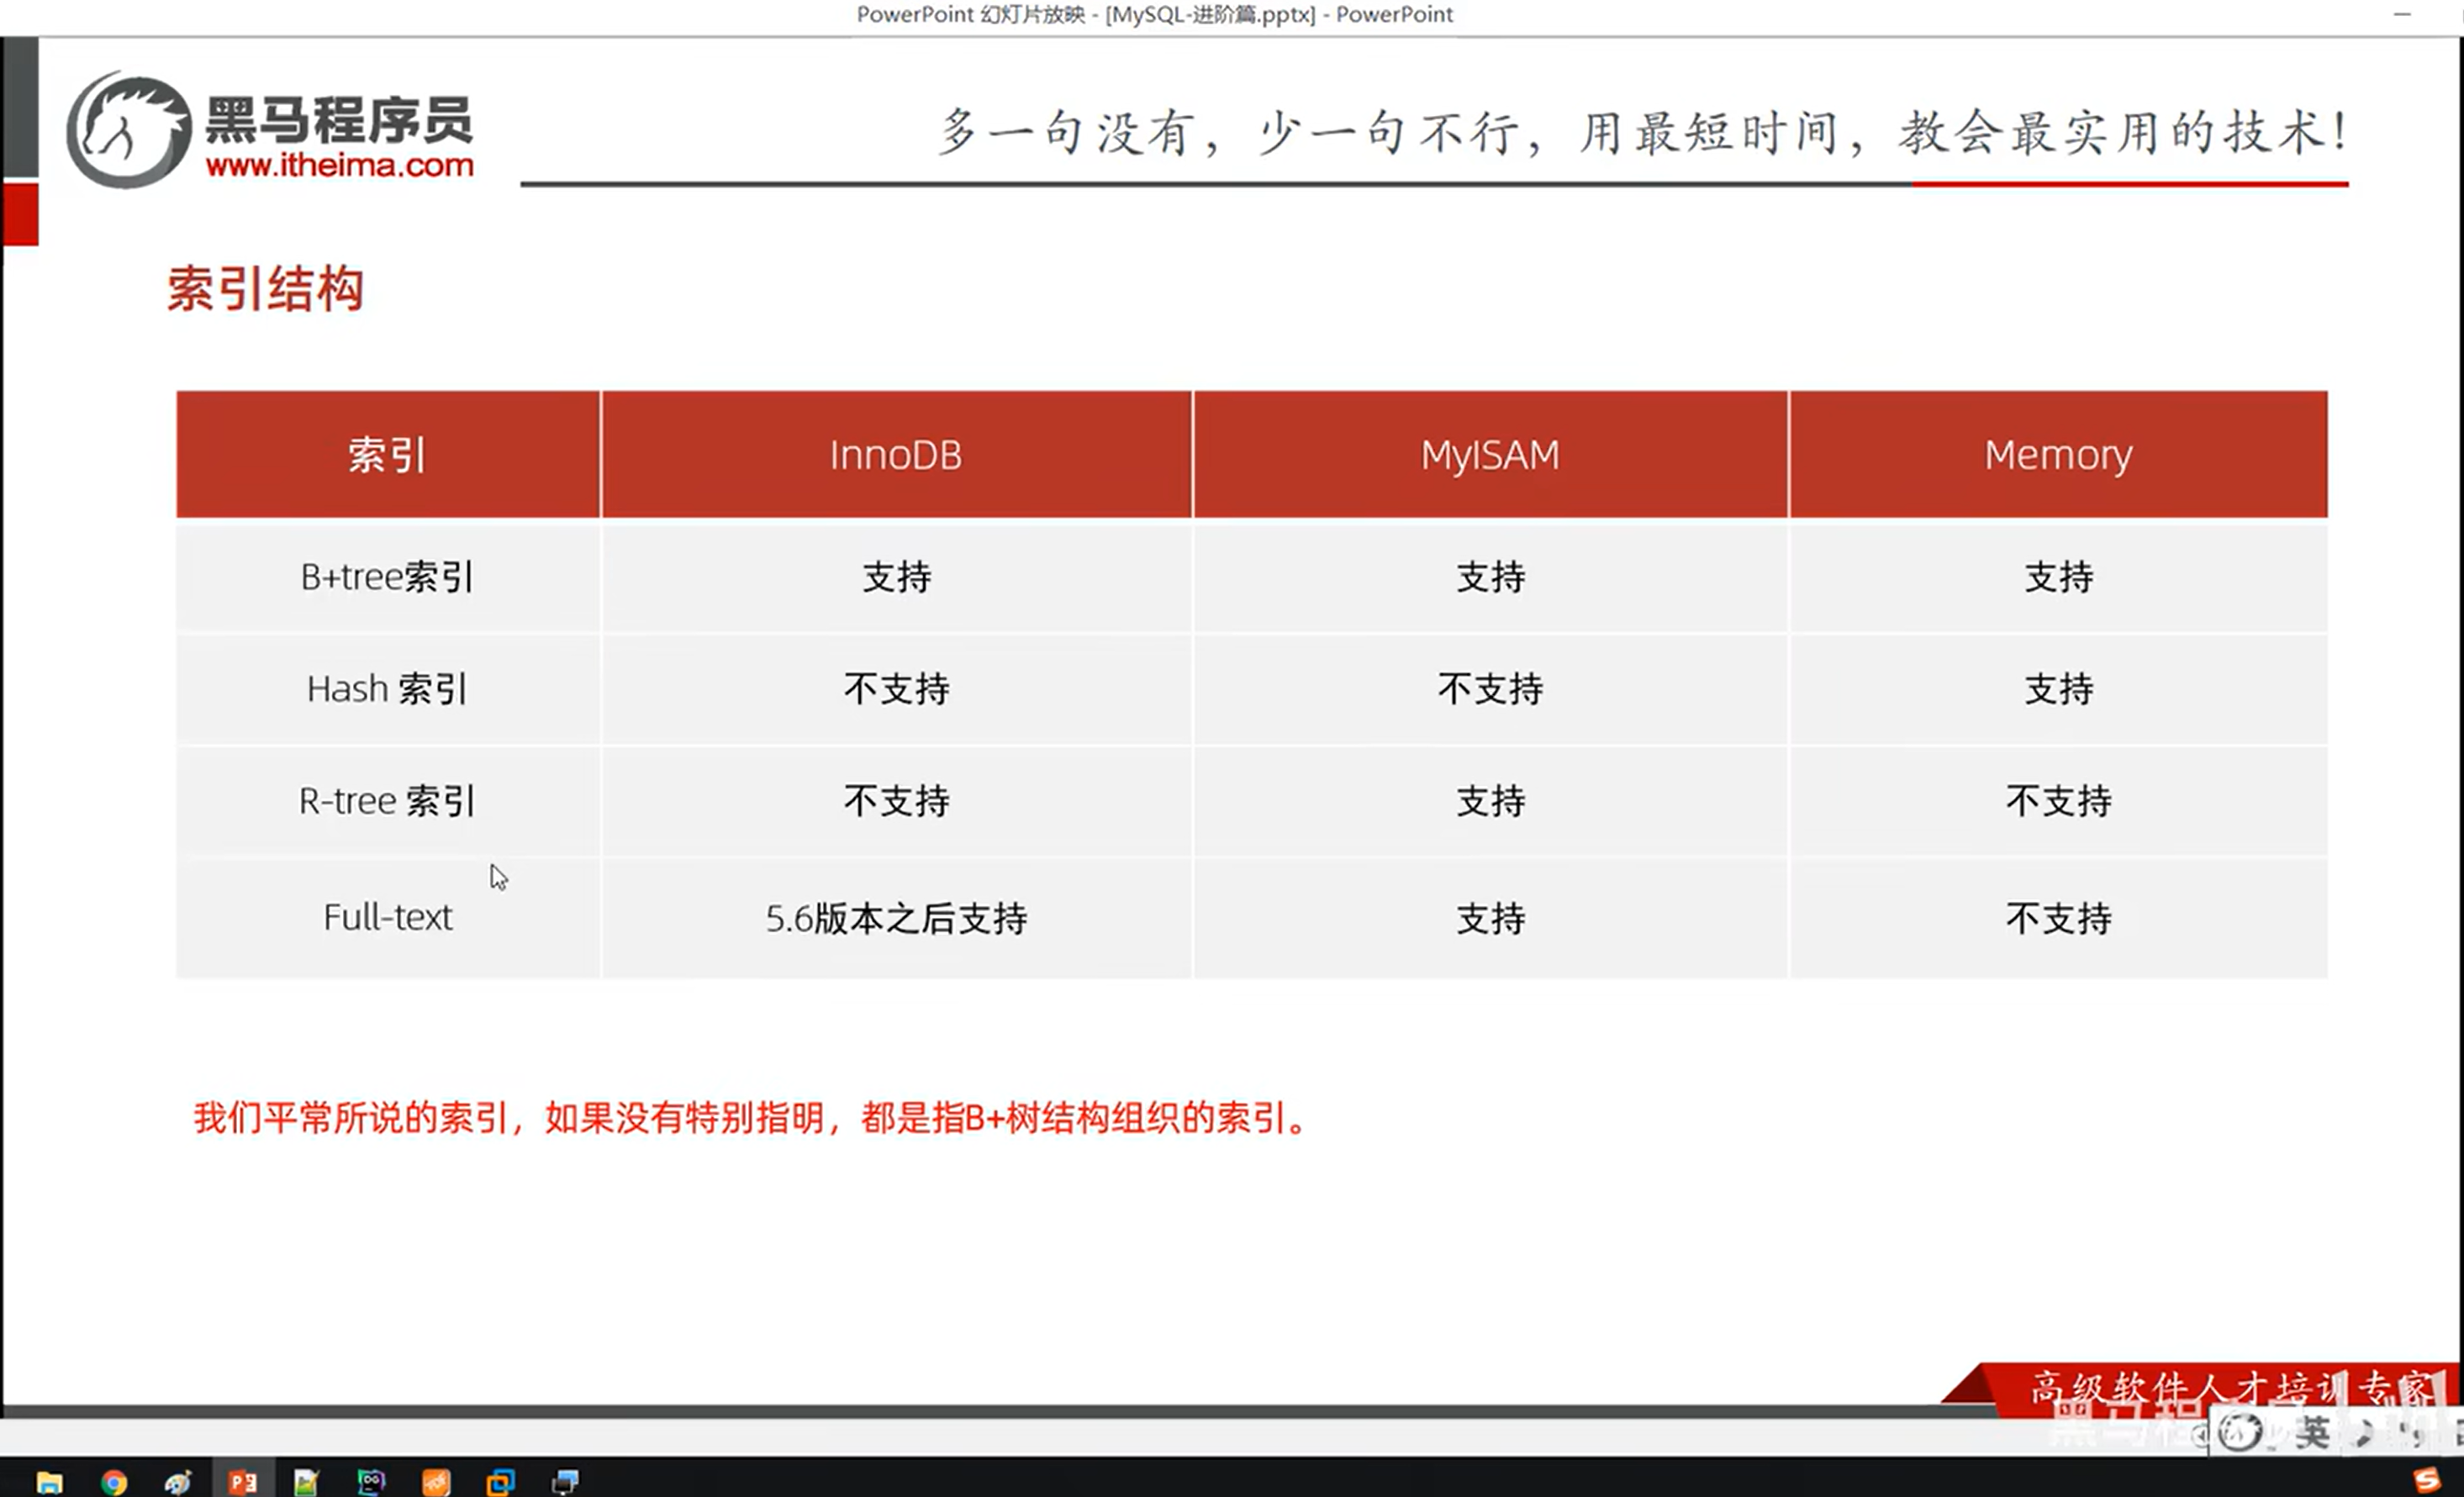 PowerPoint 幻灯片放映 - [MySQL-进阶篇.pptx] - PowerPoint
黑马程序员
www.itheima.com
多一句没有，少一句不行，用最短时间，教会最实用的技术！
索引结构
索引 InnoDB MyISAM Memory
B+tree索引 支持 支持 支持
Hash 索引 不支持 不支持 支持
R-tree 索引 不支持 支持 不支持
Full-text 5.6版本之后支持 支持 不支持
我们平常所说的索引，如果没有特别指明，都是指B+树结构组织的索引。
高级软件人才培训专家
英